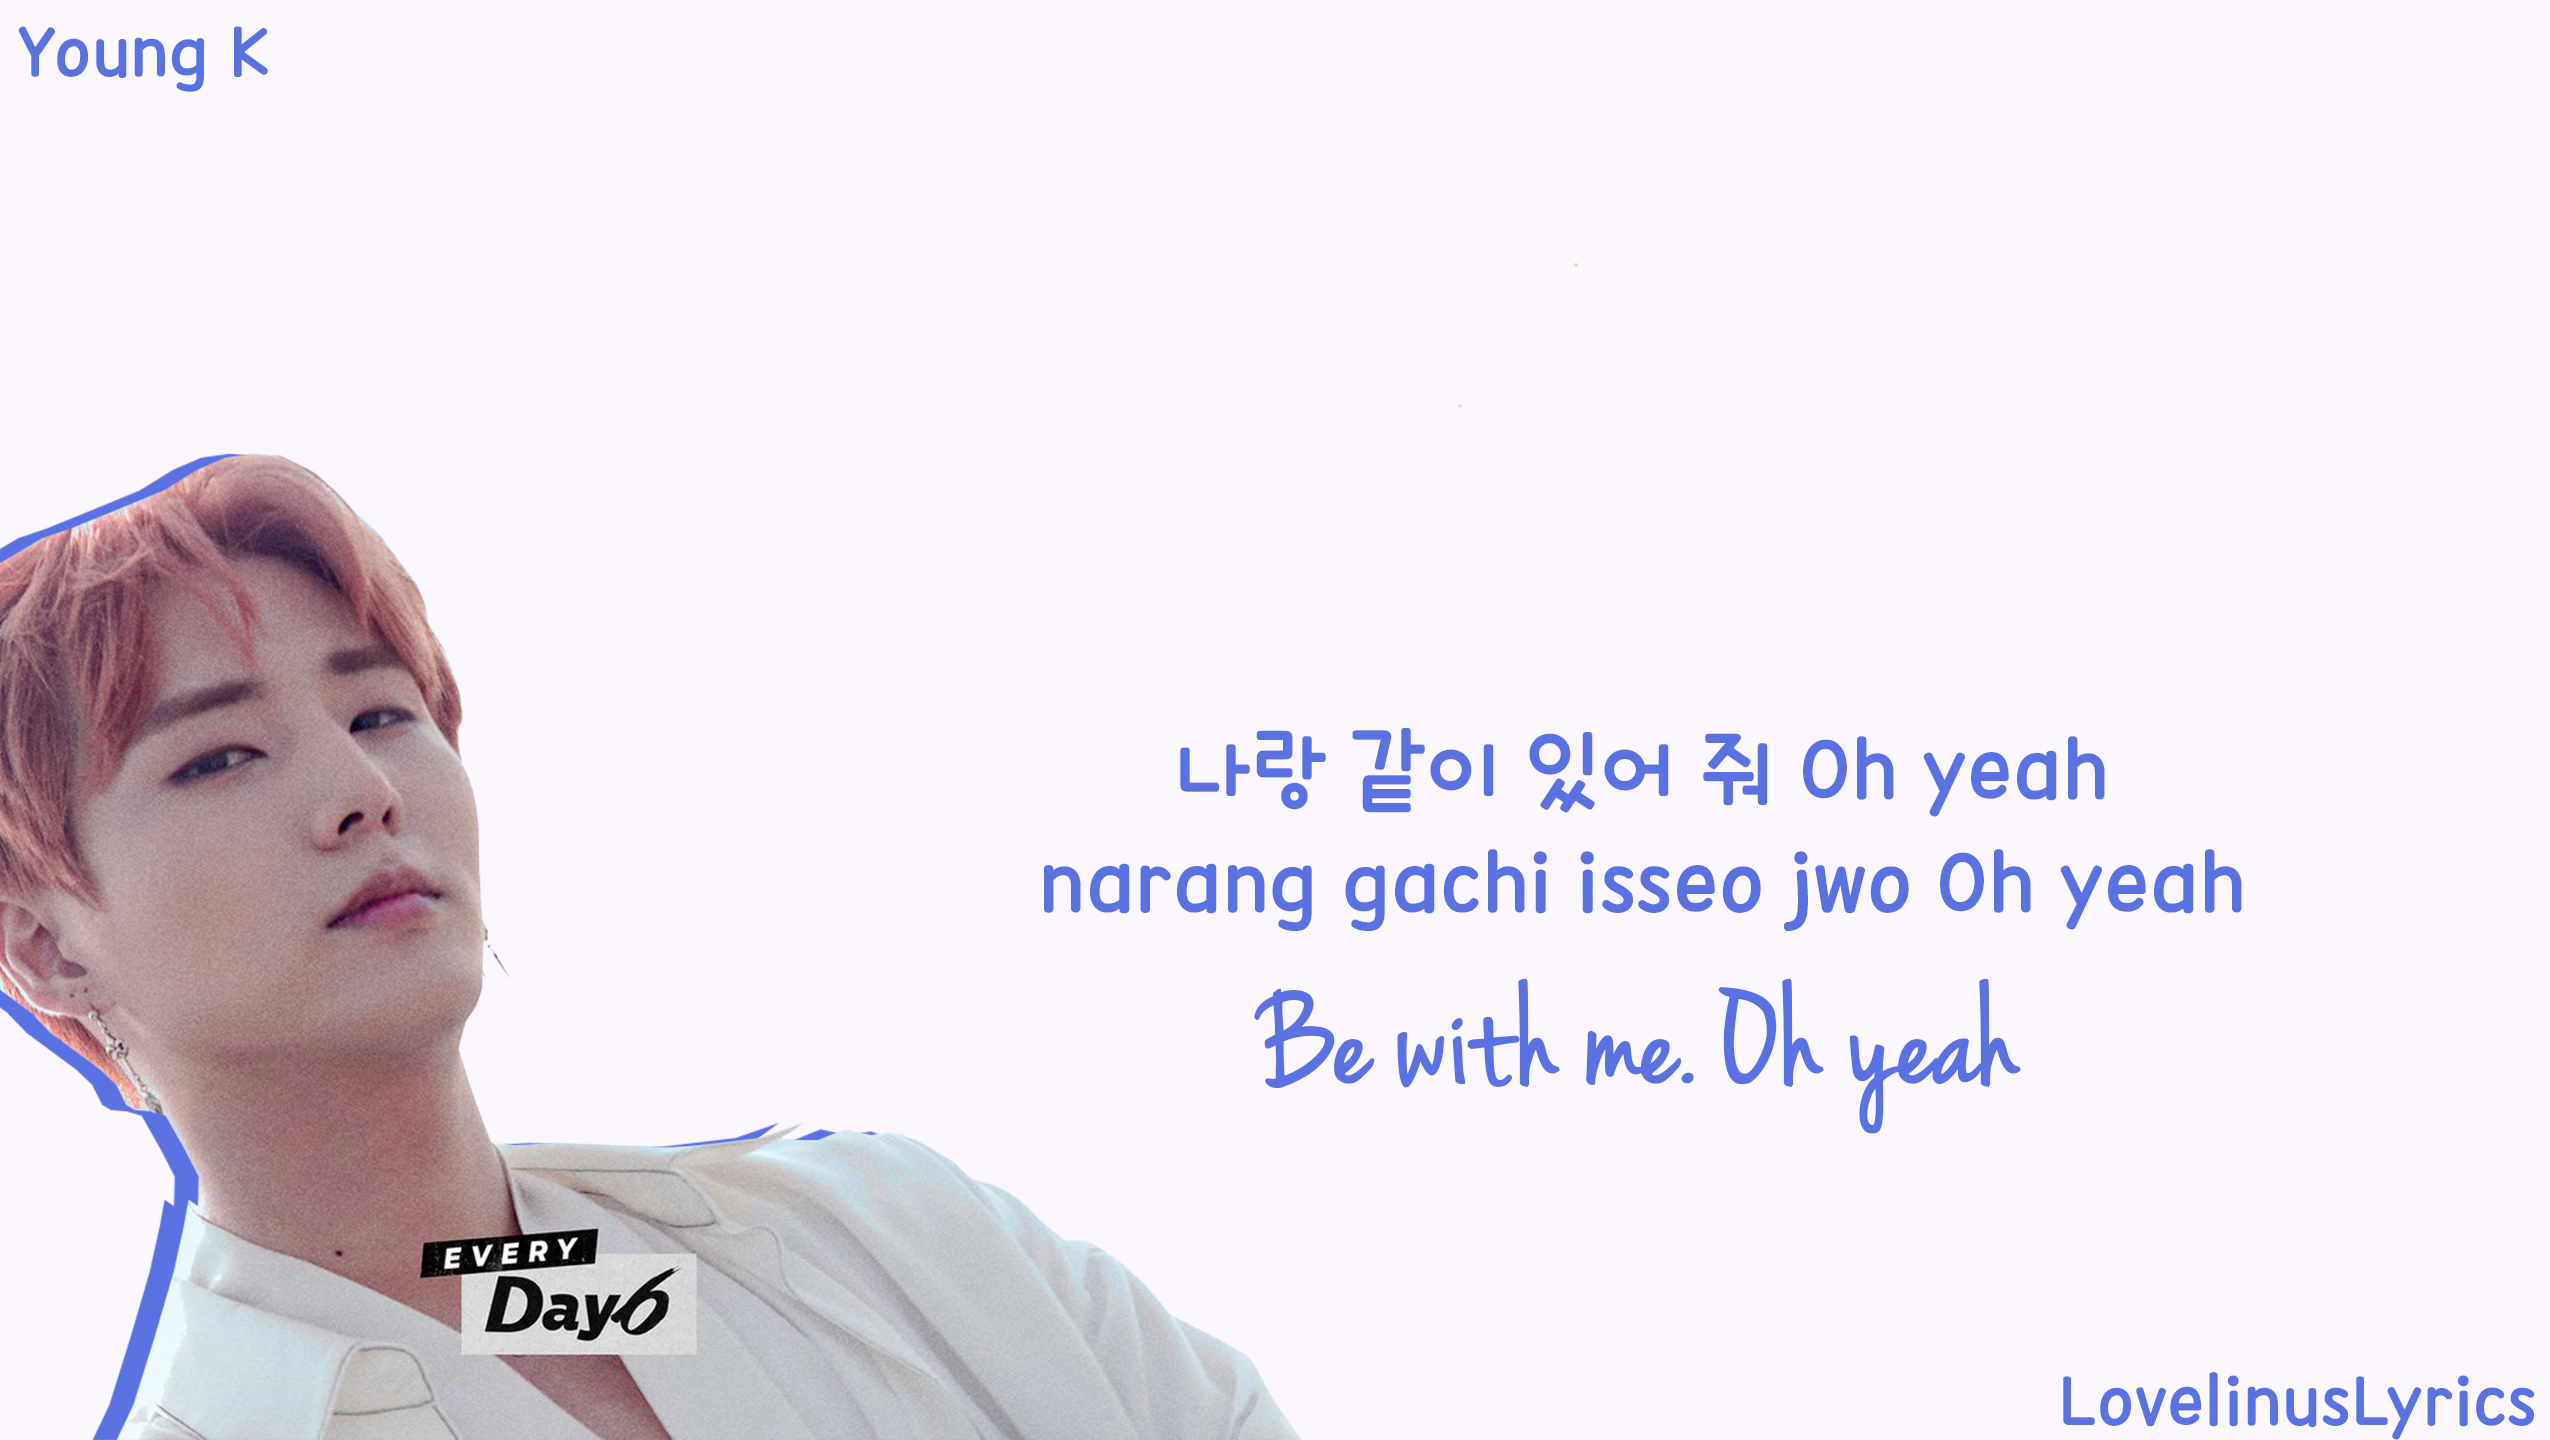 Young K
나랑 같이 있어 줘 Oh yeah
narang gachi isseo jwo Oh yeah
Be with me. Oh yeah
EVERY
Day6
LovelinusLyrics